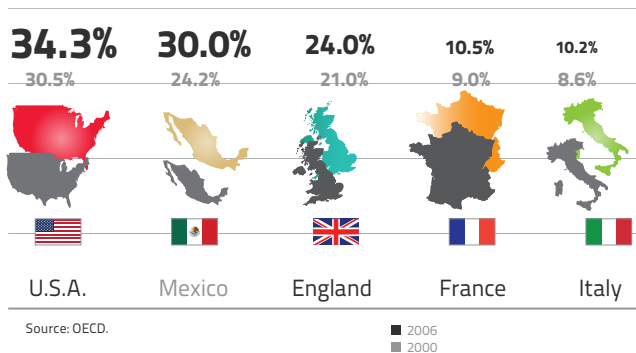 34.3% 30.0% 24.0% 10.5% 10.2%
30.5% 24.2% 21.0% 9.0% 8.6%
U.S.A. Mexico England France Italy
Source: OECD.
2006
2000